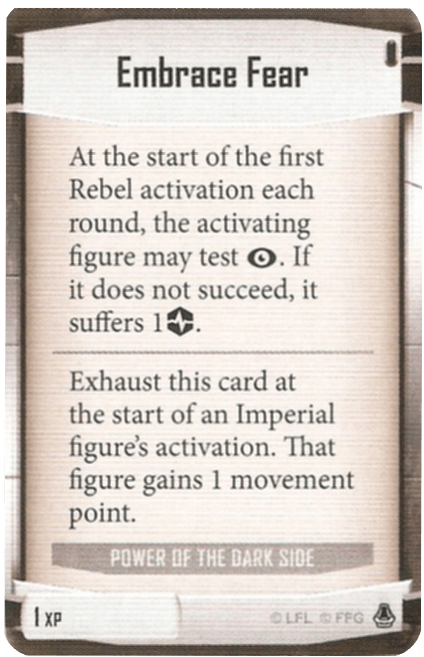 Embrace Fear
At the start of the first
Rebel activation each
round, the activating
figure may test . If
it does not succeed, it
suffers 1.
Exhaust this card at
the start of an Imperial
figure's activation. That
figure gains 1 movement
point.
POWER OF THE DARK SIDE
1 XP
© LFL © FFG